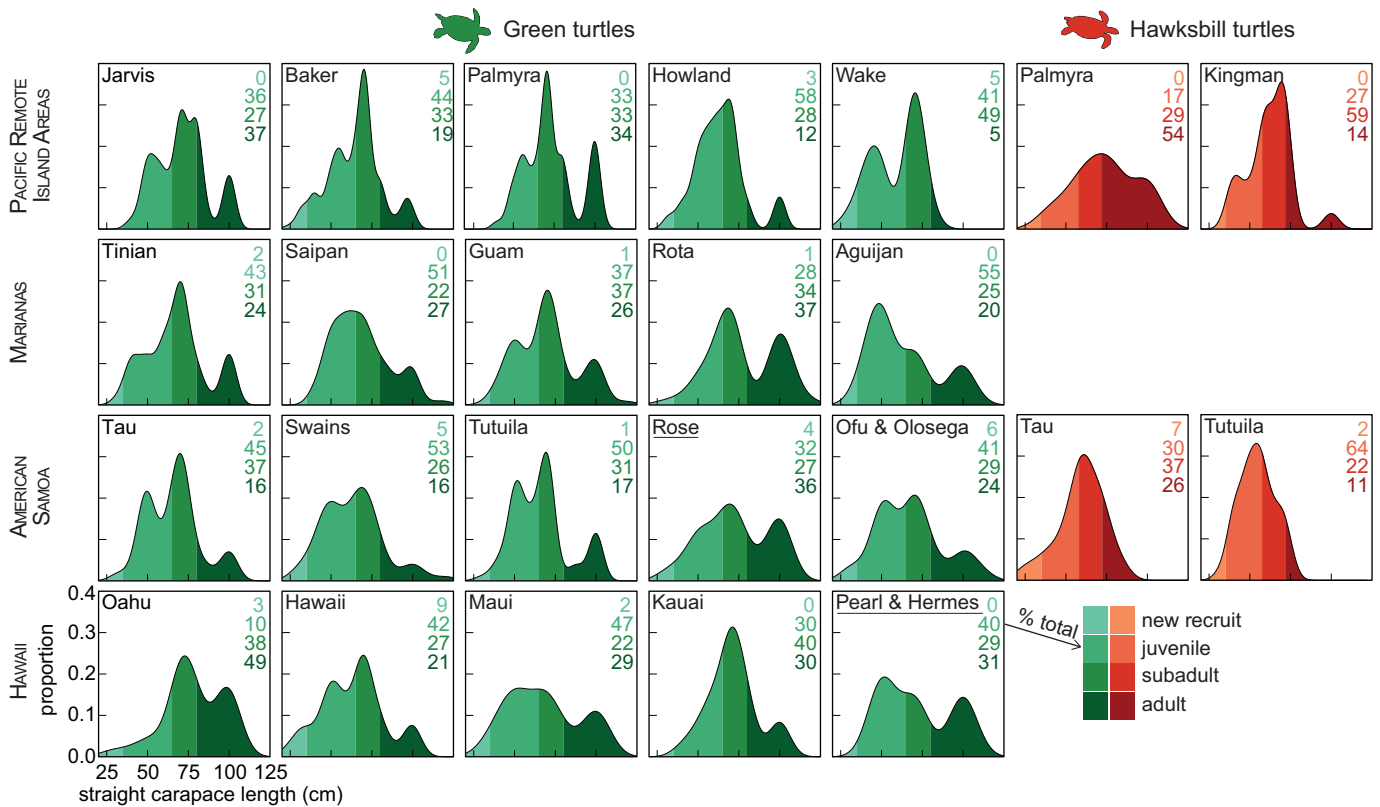 Green turtles
Hawksbill turtles
PACIFIC REMOTE
ISLAND AREAS
Jarvis
0
36
27
37
Baker
5
44
33
19
Palmyra
0
33
33
34
Howland
3
58
28
12
Wake
5
41
49
5
Palmyra
0
17
29
54
Kingman
0
27
59
14
MARIANAS
Tinian
2
43
31
24
Saipan
0
51
22
27
Guam
1
37
37
26
Rota
1
28
34
37
Aguijan
0
55
25
20
AMERICAN
SAMOA
Tau
2
45
37
16
Swains
5
53
26
16
Tutuila
1
50
31
17
Rose
4
32
27
36
Ofu & Olosega
6
41
29
24
Tau
7
30
37
26
Tutuila
2
64
22
11
HAWAII
proportion
0.4
0.3
0.2
0.1
0.0
Oahu
3
10
38
49
Hawaii
9
42
27
21
Maui
2
47
22
29
Kauai
0
30
40
30
Pearl & Hermes
0
40
29
31
% total
new recruit
juvenile
subadult
adult
25 50 75 100 125
straight carapace length (cm)